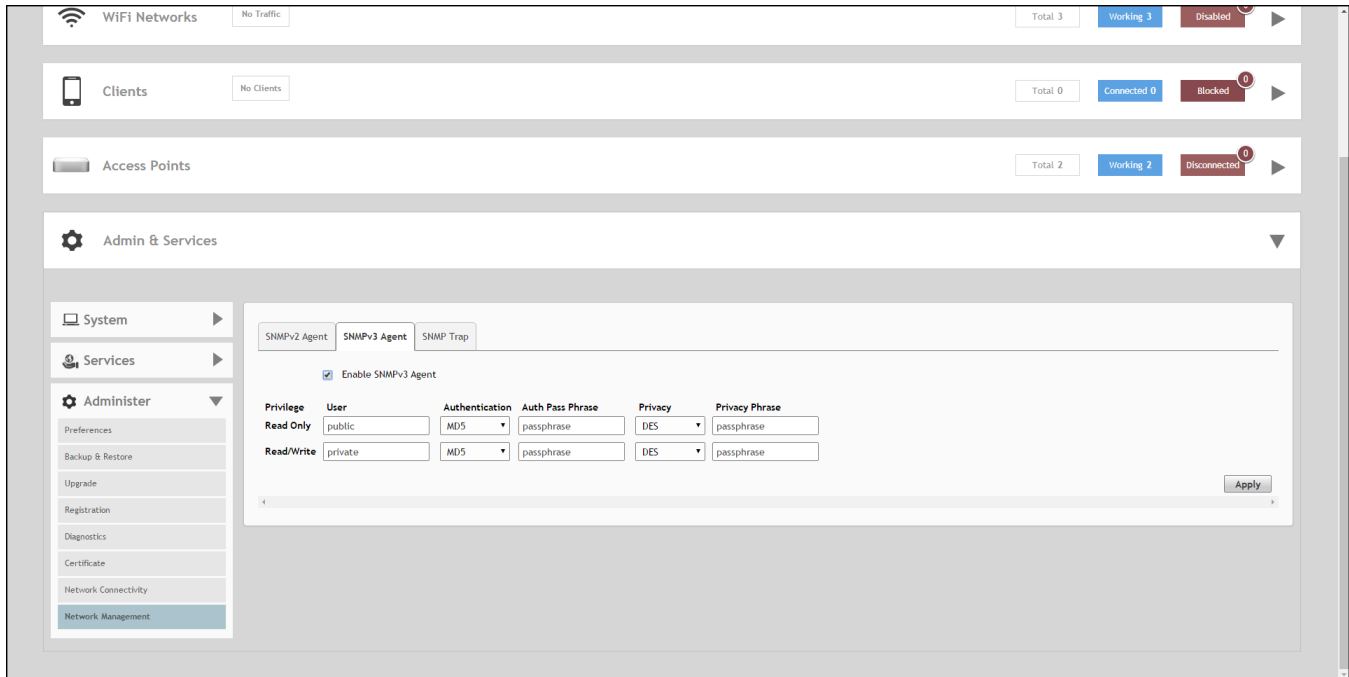 WiFi Networks No Traffic Total 3 Working 3 Disabled
Clients No Clients Total 0 Connected 0 Blocked 0
Access Points Total 2 Working 2 Disconnected 0
Admin & Services
System
SNMPv2 Agent SNMPv3 Agent SNMP Trap
Services
Enable SNMPv3 Agent
Administer
Privilege User Authentication Auth Pass Phrase Privacy Privacy Phrase
Read Only public MD5 passphrase DES passphrase
Preferences
Read/Write private MD5 passphrase DES passphrase
Backup & Restore
Upgrade
Apply
Registration
Diagnostics
Certificate
Network Connectivity
Network Management